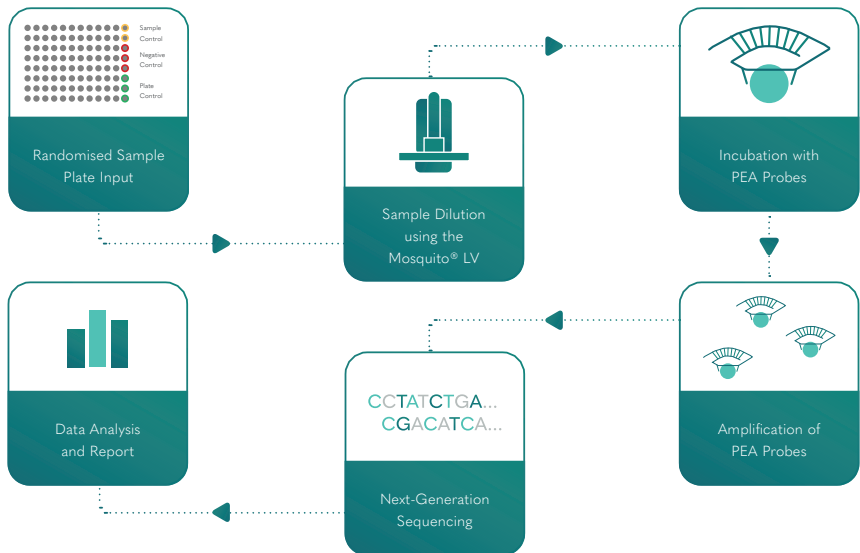 Sample
Control
Negative
Control
Plate
Control
Randomised Sample
Plate Input
Sample Dilution
using the
Mosquito® LV
Incubation with
PEA Probes
Amplification of
PEA Probes
CCTATCTGA...
CGACATCA...
Next-Generation
Sequencing
Data Analysis
and Report